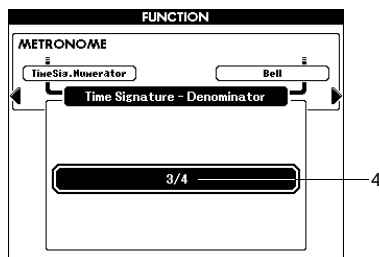 FUNCTION
METRONOME
TimeSig.Numerator Bell
Time Signature - Denominator
3/4 4